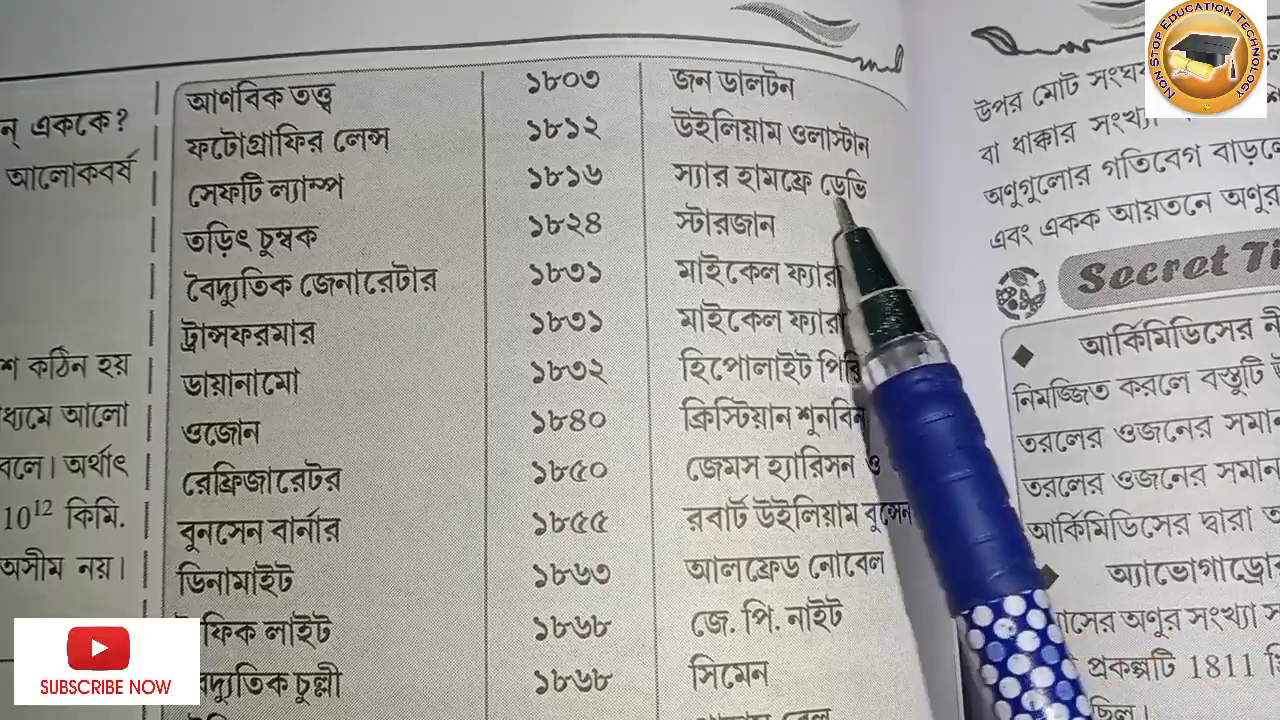 ন্ এককে?
আলোকবর্ষ
শ কঠিন হয়
ধ্যমে আলো
বলে। অর্থাৎ
10¹² কিমি.
অসীম নয়।
আণবিক তত্ত্ব ১৮০৩ জন ডালটন
ফটোগ্রাফির লেন্স ১৮১২ উইলিয়াম ওলাস্টান
সেফটি ল্যাম্প ১৮১৬ স্যার হামফ্রে ডেভি
তড়িৎ চুম্বক ১৮২৪ স্টারজান
বৈদ্যুতিক জেনারেটার ১৮৩১ মাইকেল ফ্যারা
ট্রান্সফরমার ১৮৩১ মাইকেল ফ্যারা
ডায়ানামো ১৮৩২ হিপোলাইট পিক্সি
ওজোন ১৮৪০ ক্রিস্টিয়ান শুনবিন
রেফ্রিজারেটর ১৮৫০ জেমস হ্যারিসন ও
বুনসেন বার্নার ১৮৫৫ রবার্ট উইলিয়াম বুন্সেন
ডিনামাইট ১৮৬৩ আলফ্রেড নোবেল
ফিক লাইট ১৮৬৮ জে. পি. নাইট
বৈদ্যুতিক চুল্লী ১৮৬৮ সিমেন
উপর মোট সংঘ
বা ধাক্কার সংখ্যা
অণুগুলোর গতিবেগ বাড়লে
এবং একক আয়তনে অণুর
Secret Ti
আর্কিমিডিসের নী
নিমজ্জিত করলে বস্তুটি
তরলের ওজনের সমান
তরলের ওজনের সমান
আর্কিমিডিসের দ্বারা
অ্যাভোগাড্রো
াসের অণুর সংখ্যা স
প্রকল্পটি 1811
ছিল।
NON STOP EDUCATION TECHNOLOGY
SUBSCRIBE NOW